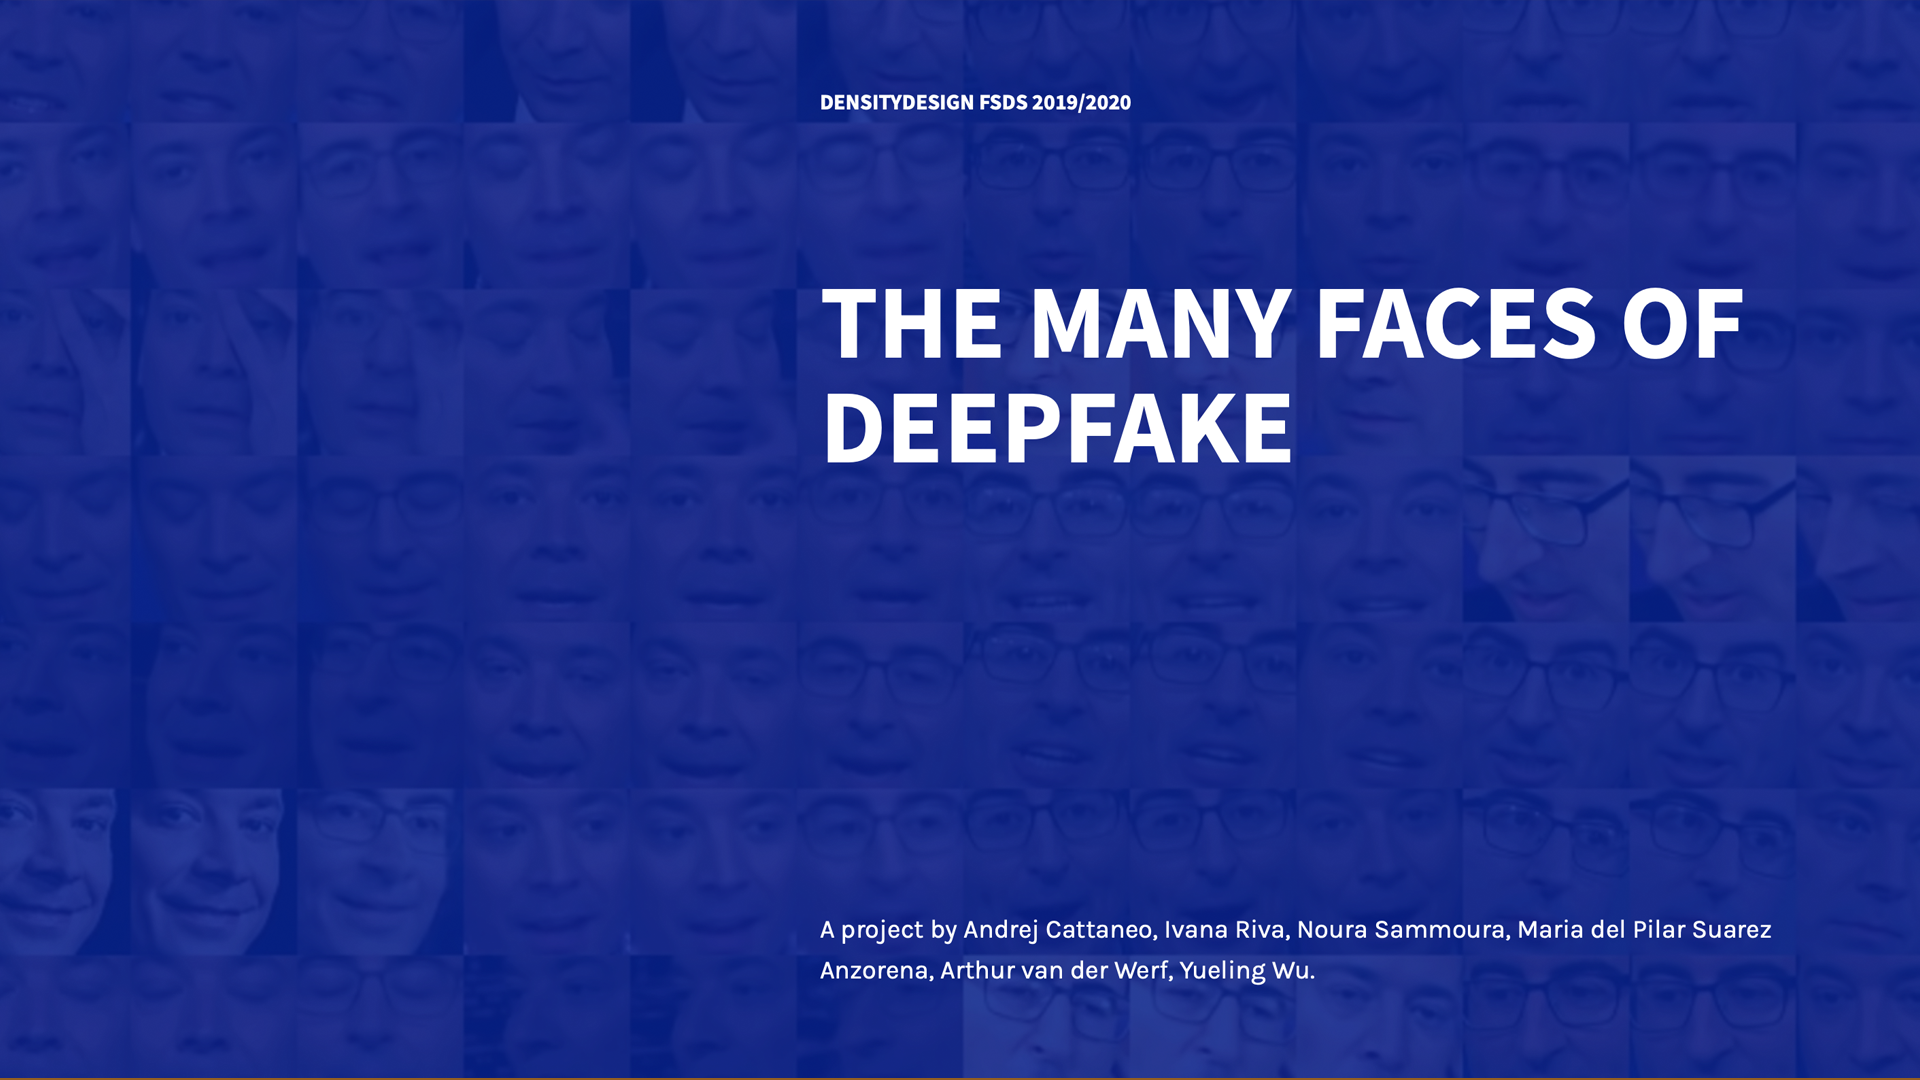 DENSITYDESIGN FSDS 2019/2020
THE MANY FACES OF
DEEPFAKE
A project by Andrej Cattaneo, Ivana Riva, Noura Sammoura, Maria del Pilar Suarez
Anzorena, Arthur van der Werf, Yueling Wu.